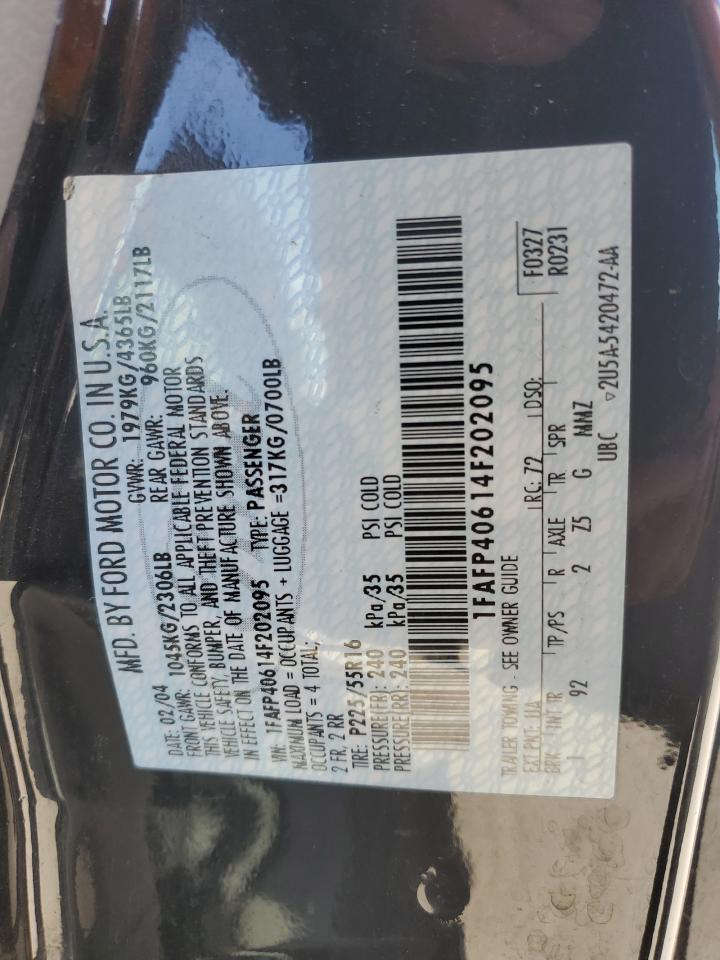 MFD. BY FORD MOTOR CO. IN U.S.A.
DATE: 02/04 GVWR: 1979KG/4365LB
FRONT GAWR: 1045KG/2306LB REAR GAWR: 960KG/2117LB
THIS VEHICLE CONFORMS TO ALL APPLICABLE FEDERAL MOTOR
VEHICLE SAFETY, BUMPER, AND THEFT PREVENTION STANDARDS
IN EFFECT ON THE DATE OF MANUFACTURE SHOWN ABOVE.
VIN: 1FAFP40614F202095 TYPE: PASSENGER
MAXIMUM LOAD = OCCUPANTS + LUGGAGE =317KG/0700LB
OCCUPANTS = 4 TOTAL;
2 FR, 2 RR
TIRE: P225/55R16
PRESSURE FR: 240 kPa/35 PSI COLD
PRESSURE RR: 240 kPa/35 PSI COLD
1FAFP40614F202095
TRAILER TOWING - SEE OWNER GUIDE F0327
EXT PNT: UA RC: 72 DSO: R0231
BRK INT TR TP/PS R AXLE TR SPR
92 2 Z5 G MMZ
UBC ▽2U5A-5420472-AA